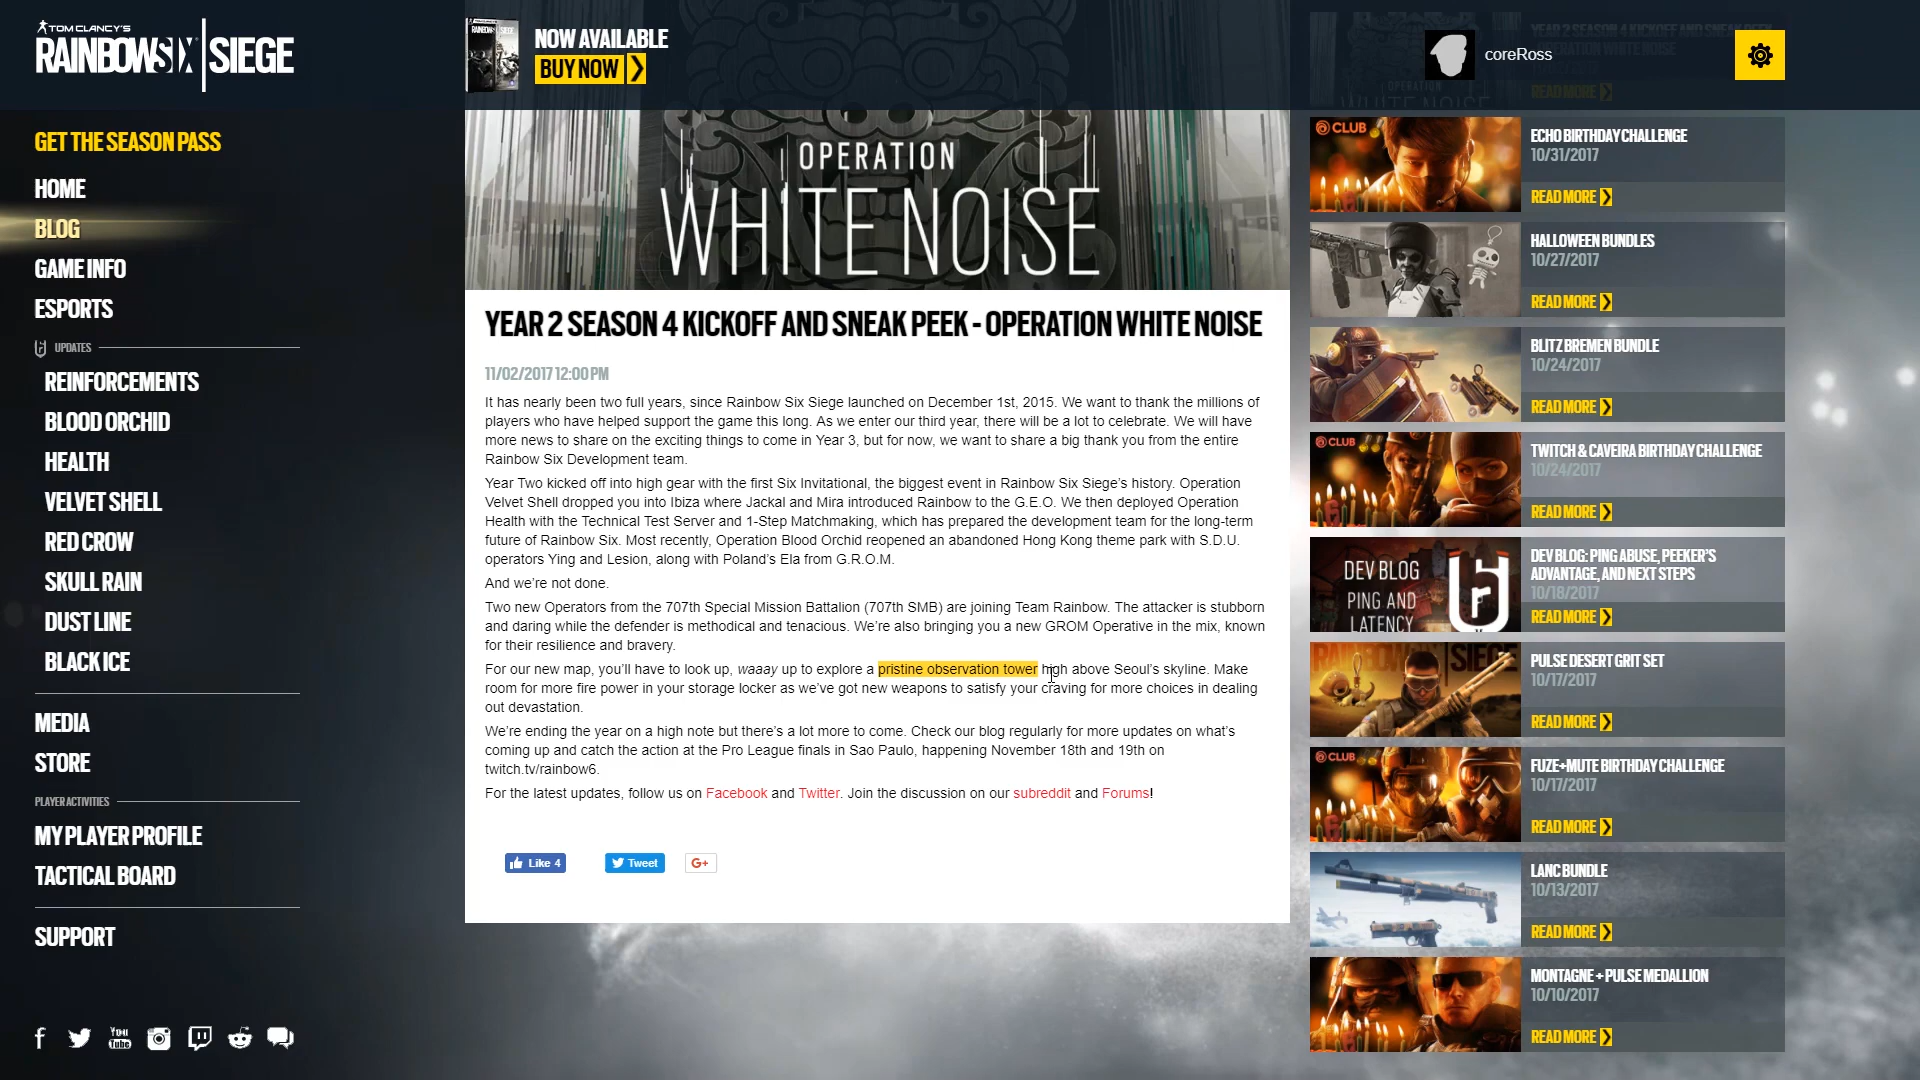 TOM CLANCY'S
RAINBOWSIX|SIEGE
NOW AVAILABLE
BUY NOW
YEAR 2 SEASON 4 KICKOFF AND SNEAK PEEK
OPERATION WHITE NOISE
READ MORE
coreRoss
GET THE SEASON PASS
HOME
BLOG
GAME INFO
ESPORTS
UPDATES
REINFORCEMENTS
BLOOD ORCHID
HEALTH
VELVET SHELL
RED CROW
SKULL RAIN
DUST LINE
BLACK ICE
MEDIA
STORE
PLAYER ACTIVITIES
MY PLAYER PROFILE
TACTICAL BOARD
SUPPORT
OPERATION
WHITE NOISE
YEAR 2 SEASON 4 KICKOFF AND SNEAK PEEK - OPERATION WHITE NOISE
11/02/2017 12:00 PM
It has nearly been two full years, since Rainbow Six Siege launched on December 1st, 2015. We want to thank the millions of
players who have helped support the game this long. As we enter our third year, there will be a lot to celebrate. We will have
more news to share on the exciting things to come in Year 3, but for now, we want to share a big thank you from the entire
Rainbow Six Development team.
Year Two kicked off into high gear with the first Six Invitational, the biggest event in Rainbow Six Siege's history. Operation
Velvet Shell dropped you into Ibiza where Jackal and Mira introduced Rainbow to the G.E.O. We then deployed Operation
Health with the Technical Test Server and 1-Step Matchmaking, which has prepared the development team for the long-term
future of Rainbow Six. Most recently, Operation Blood Orchid reopened an abandoned Hong Kong theme park with S.D.U.
operators Ying and Lesion, along with Poland's Ela from G.R.O.M.
And we're not done.
Two new Operators from the 707th Special Mission Battalion (707th SMB) are joining Team Rainbow. The attacker is stubborn
and daring while the defender is methodical and tenacious. We're also bringing you a new GROM Operative in the mix, known
for their resilience and bravery.
For our new map, you'll have to look up, waaay up to explore a pristine observation tower high above Seoul's skyline. Make
room for more fire power in your storage locker as we've got new weapons to satisfy your craving for more choices in dealing
out devastation.
We're ending the year on a high note but there's a lot more to come. Check our blog regularly for more updates on what's
coming up and catch the action at the Pro League finals in Sao Paulo, happening November 18th and 19th on
twitch.tv/rainbow6.
For the latest updates, follow us on Facebook and Twitter. Join the discussion on our subreddit and Forums!
Like 4
Tweet
G+
CLUB
ECHO BIRTHDAY CHALLENGE
10/31/2017
READ MORE
HALLOWEEN BUNDLES
10/27/2017
READ MORE
BLITZ BREMEN BUNDLE
10/24/2017
READ MORE
CLUB
TWITCH & CAVEIRA BIRTHDAY CHALLENGE
10/24/2017
READ MORE
DEV BLOG
PING AND
LATENCY
DEV BLOG: PING ABUSE, PEEKER'S
ADVANTAGE, AND NEXT STEPS
10/18/2017
READ MORE
PULSE DESERT GRIT SET
10/17/2017
READ MORE
CLUB
FUZE+MUTE BIRTHDAY CHALLENGE
10/17/2017
READ MORE
LANC BUNDLE
10/13/2017
READ MORE
MONTAGNE + PULSE MEDALLION
10/10/2017
READ MORE
You
Tube